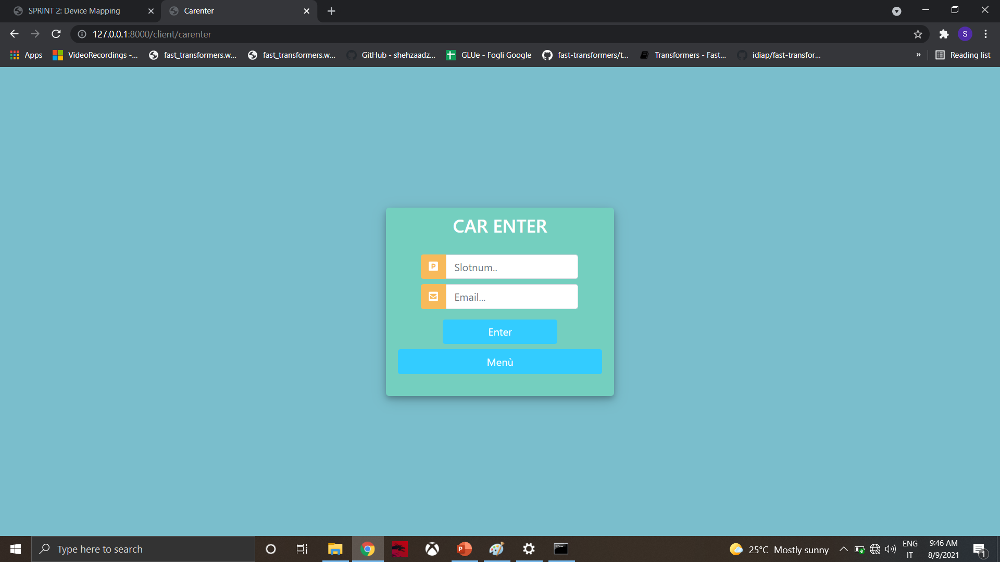 SPRINT 2: Device Mapping
Carenter
127.0.0.1:8000/client/carenter
S
Apps
VideoRecordings -...
fast_transformers.w...
fast_transformers.w...
GitHub - shehzaadz...
GLUe - Fogli Google
fast-transformers/t...
Transformers - Fast...
idiap/fast-transfor...
»
Reading list
CAR ENTER
P
Slotnum..
Email...
Enter
Menù
Type here to search
P
25°C Mostly sunny
ENG
IT
9:46 AM
8/9/2021
1